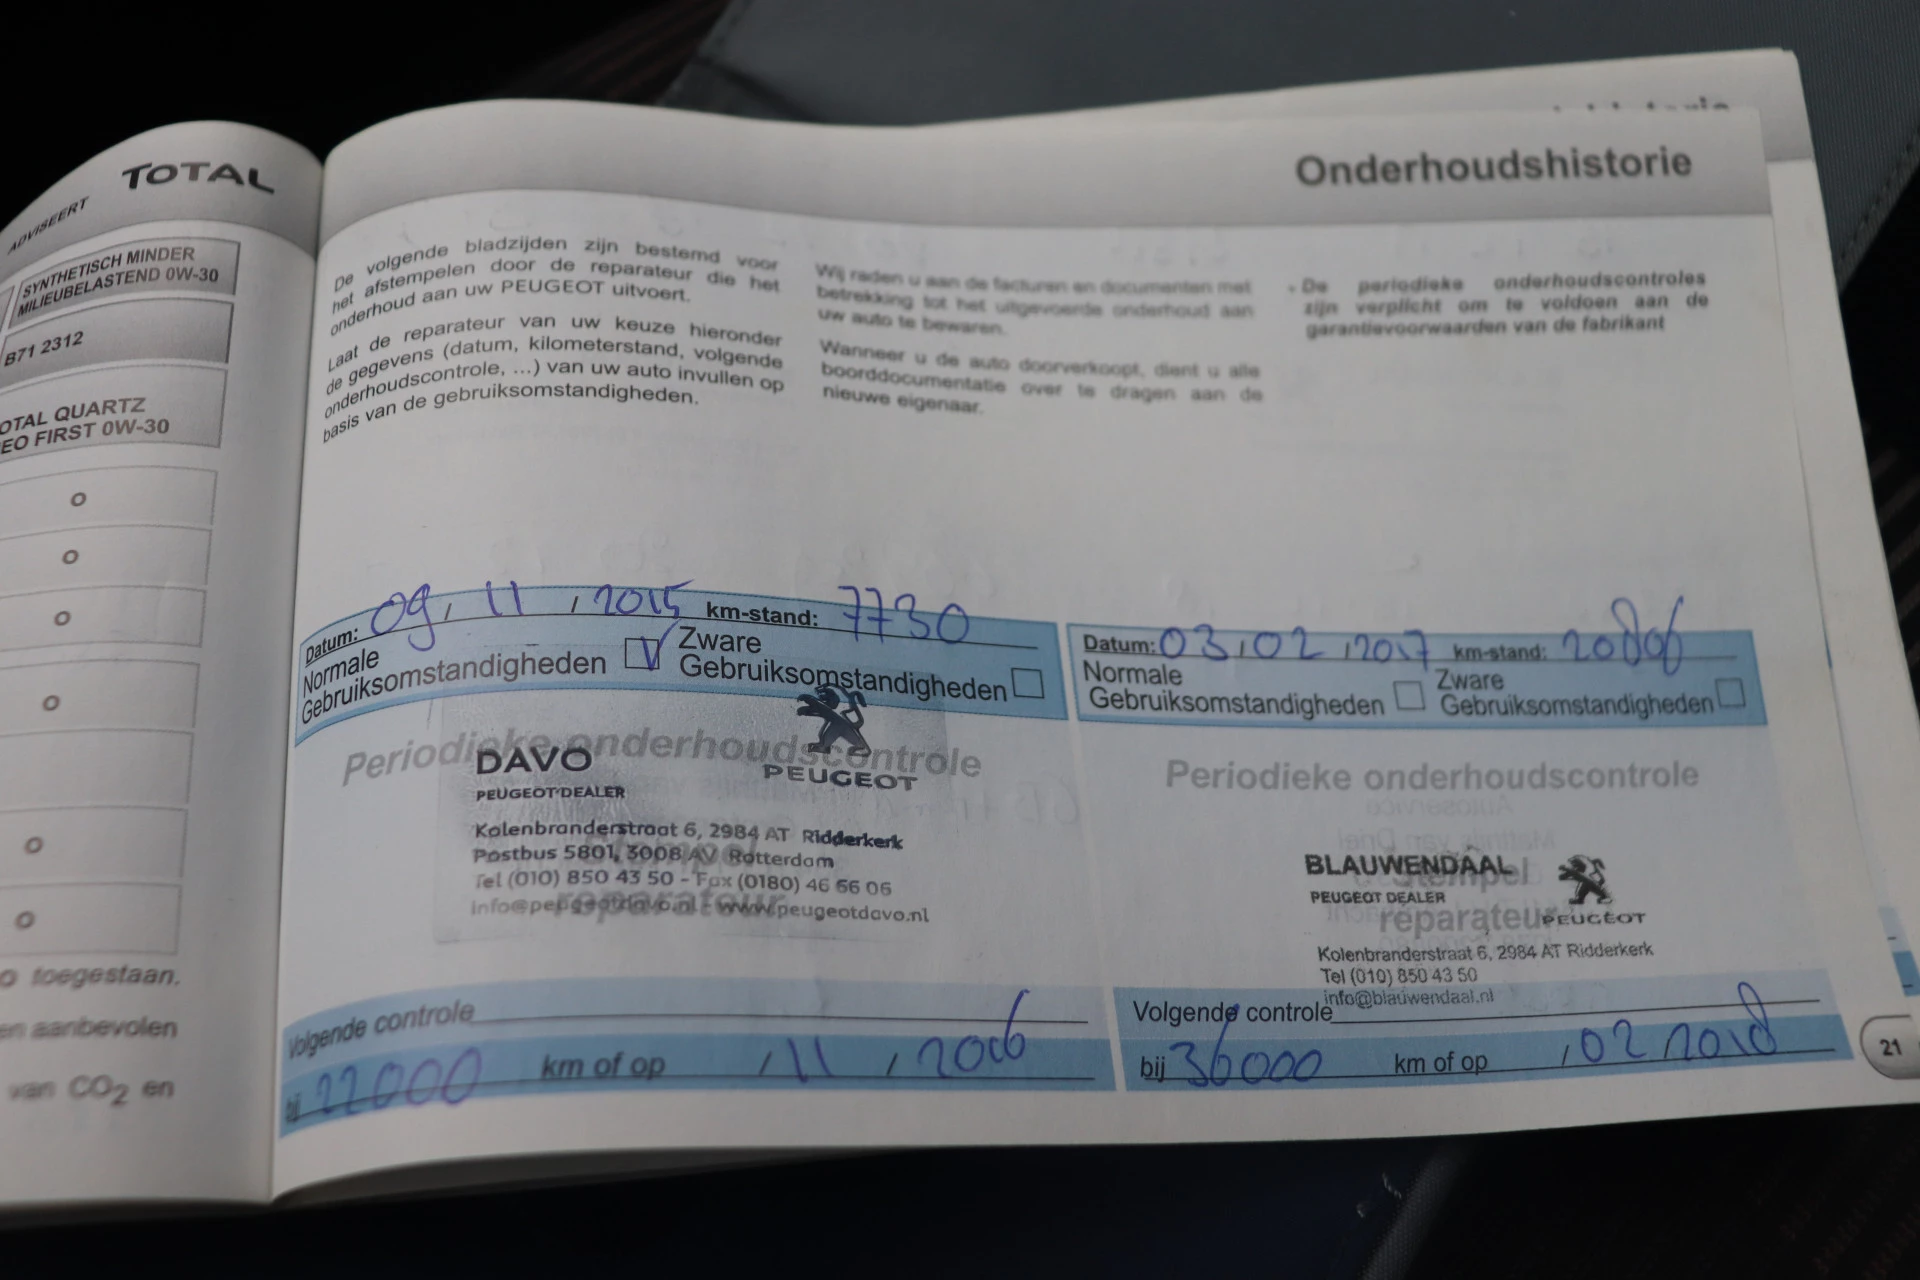 TOTAL
ADVISEERT
SYNTHETISCH MINDER
MILIEUBELASTEND 0W-30
B71 2312
OTAL QUARTZ
EO FIRST 0W-30
O
O
O
O
O
O
O toegestaan.
en aanbevolen
van CO2 en
Onderhoudshistorie
De volgende bladzijden zijn bestemd voor
het afstempelen door de reparateur die het
onderhoud aan uw PEUGEOT uitvoert.
Laat de reparateur van uw keuze hieronder
de gegevens (datum, kilometerstand, volgende
onderhoudscontrole, ...) van uw auto invullen op
basis van de gebruiksomstandigheden.
Wij raden u aan de facturen en documenten met
betrekking tot het uitgevoerde onderhoud aan
uw auto te bewaren.
Wanneer u de auto doorverkoopt, dient u alle
boorddocumentatie over te dragen aan de
nieuwe eigenaar.
- De periodieke onderhoudscontroles
zijn verplicht om te voldoen aan de
garantievoorwaarden van de fabrikant
Datum: 09 / 11 / 2015 km-stand: 7730
Normale
Gebruiksomstandigheden
Zware
Gebruiksomstandigheden
Periodieke onderhoudscontrole
DAVO
PEUGEOT DEALER
PEUGEOT
Kolenbranderstraat 6, 2984 AT Ridderkerk
Postbus 5801, 3008 AV Rotterdam
Stempel
Tel (010) 850 43 50 - Fax (0180) 46 66 06
reparateur
info@peugeotdavo.nl - www.peugeotdavo.nl
Volgende controle
bij 22000 km of op / 11 / 2016
Datum: 03 / 02 / 2017 km-stand: 20806
Normale
Gebruiksomstandigheden
Zware
Gebruiksomstandigheden
Periodieke onderhoudscontrole
BLAUWENDAAL
Stempel
PEUGEOT DEALER
reparateur
PEUGEOT
Kolenbranderstraat 6, 2984 AT Ridderkerk
Tel (010) 850 43 50
info@blauwendaal.nl
Volgende controle
bij 36000 km of op / 02 / 2018
21